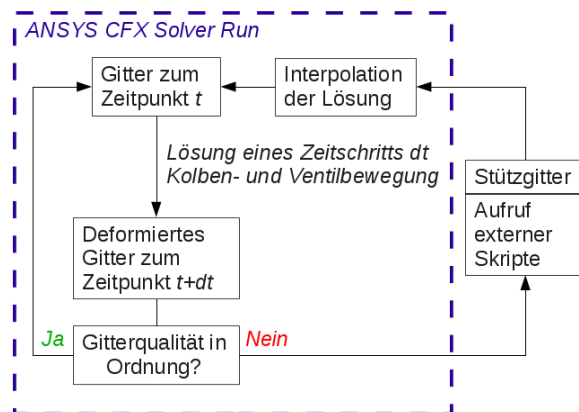 ANSYS CFX Solver Run
Gitter zum
Zeitpunkt t
Interpolation
der Lösung
Lösung eines Zeitschritts dt
Kolben- und Ventilbewegung
Stützgitter
Aufruf
externer
Skripte
Deformiertes
Gitter zum
Zeitpunkt t+dt
Ja
Gitterqualität in
Ordnung?
Nein